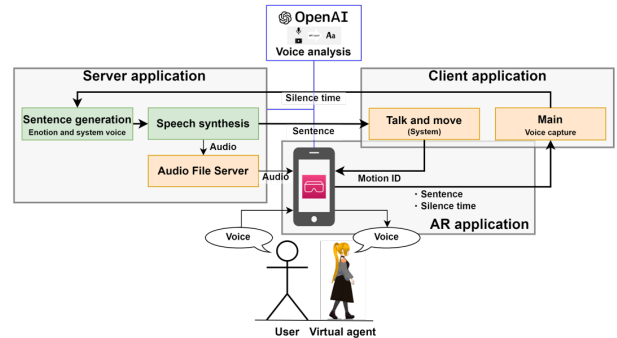 OpenAI
Aa
Voice analysis
Server application
Client application
Silence time
Sentence generation
Enotion and system voice
Speech synthesis
Talk and move
(System)
Main
Voice capture
Sentence
Audio
Audio File Server
Audio
Motion ID
・Sentence
・Silence time
AR application
Voice
Voice
User
Virtual agent